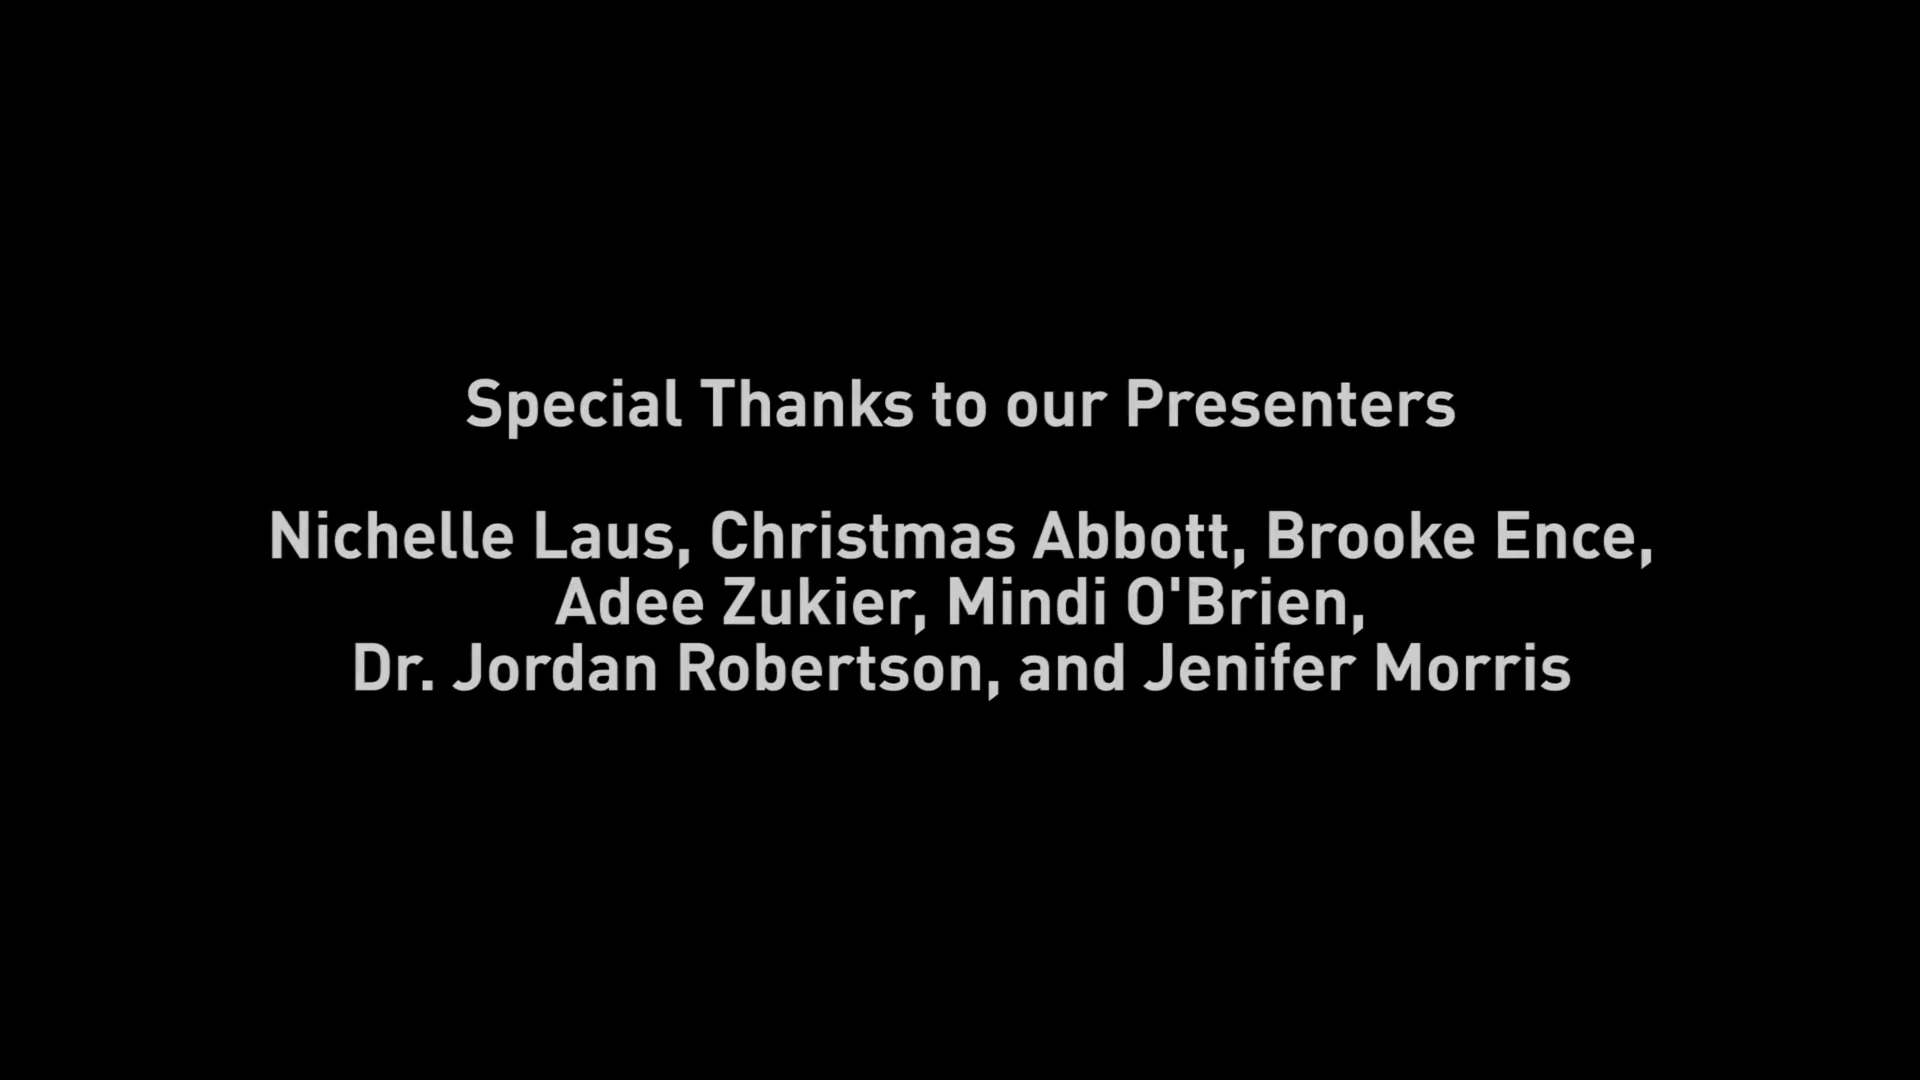 Special Thanks to our Presenters
Nichelle Laus, Christmas Abbott, Brooke Ence,
Adee Zukier, Mindi O'Brien,
Dr. Jordan Robertson, and Jenifer Morris